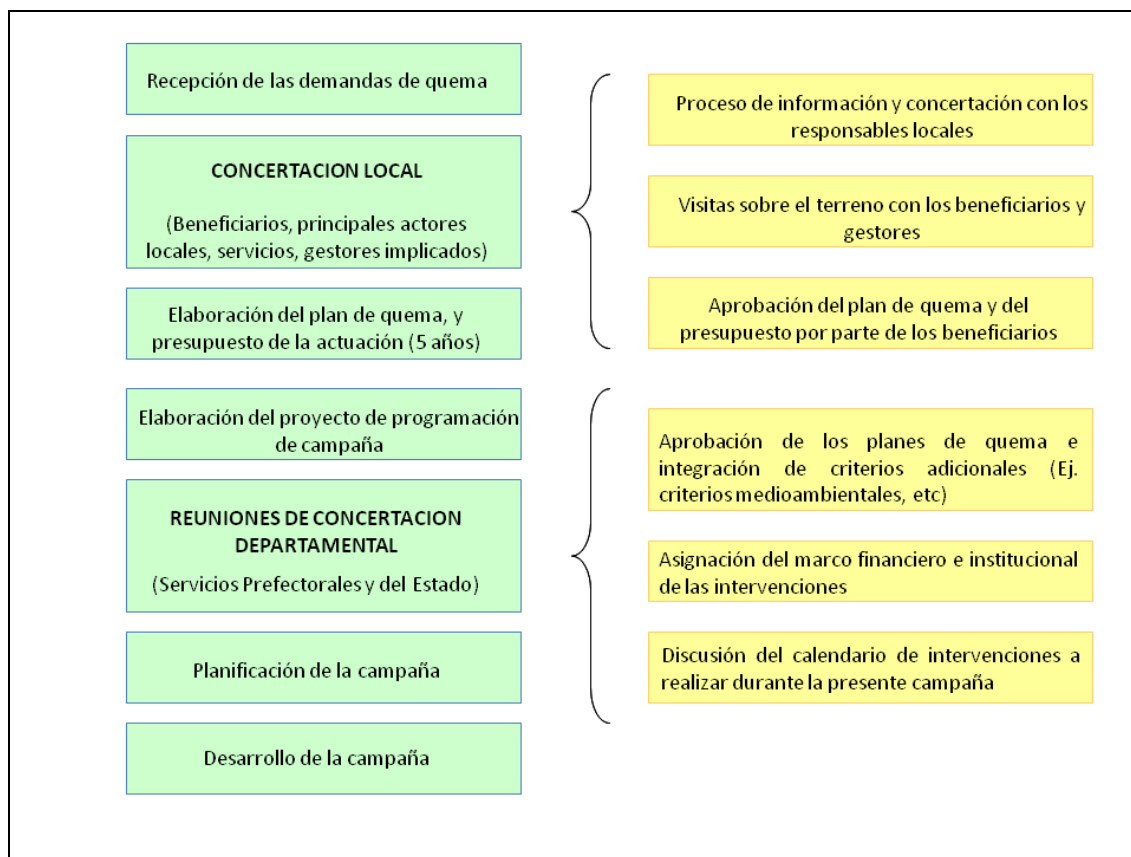 Recepción de las demandas de quema
CONCERTACION LOCAL
(Beneficiarios, principales actores
locales, servicios, gestores implicados)
Elaboración del plan de quema, y
presupuesto de la actuación (5 años)
Proceso de información y concertación con los
responsables locales
Visitas sobre el terreno con los beneficiarios y
gestores
Aprobación del plan de quema y del
presupuesto por parte de los beneficiarios
Elaboración del proyecto de programación
de campaña
REUNIONES DE CONCERTACION
DEPARTAMENTAL
(Servicios Prefectorales y del Estado)
Planificación de la campaña
Desarrollo de la campaña
Aprobación de los planes de quema e
integración de criterios adicionales (Ej.
criterios medioambientales, etc)
Asignación del marco financiero e institucional
de las intervenciones
Discusión del calendario de intervenciones a
realizar durante la presente campaña